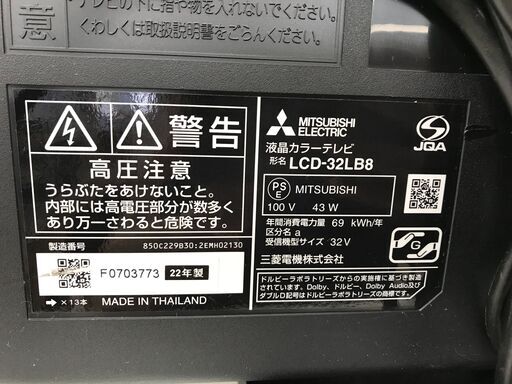 注意
・テレビの下に指や物を入れないでください。
くわしくは取扱説明書をごらんください。
警告
高圧注意
うらぶたをあけないこと。
内部には高電圧部分が数多く
あり万一さわると危険です。
製造番号 850C229B30:2EMH02130
F0703773 22年製
→ ×13本 MADE IN THAILAND
MITSUBISHI
ELECTRIC
JQA
液晶カラーテレビ
形名 LCD-32LB8
PS
E
MITSUBISHI
100 V 43 W
年間消費電力量 69 kWh/年
区分名 a
受信機型サイズ 32V
三菱電機株式会社
G
ドルビーラボラトリーズからの実施権に基づき製造
されています。Dolby、ドルビー、Dolby Audio及び
ダブルD記号はドルビーラボラトリーズの商標です。